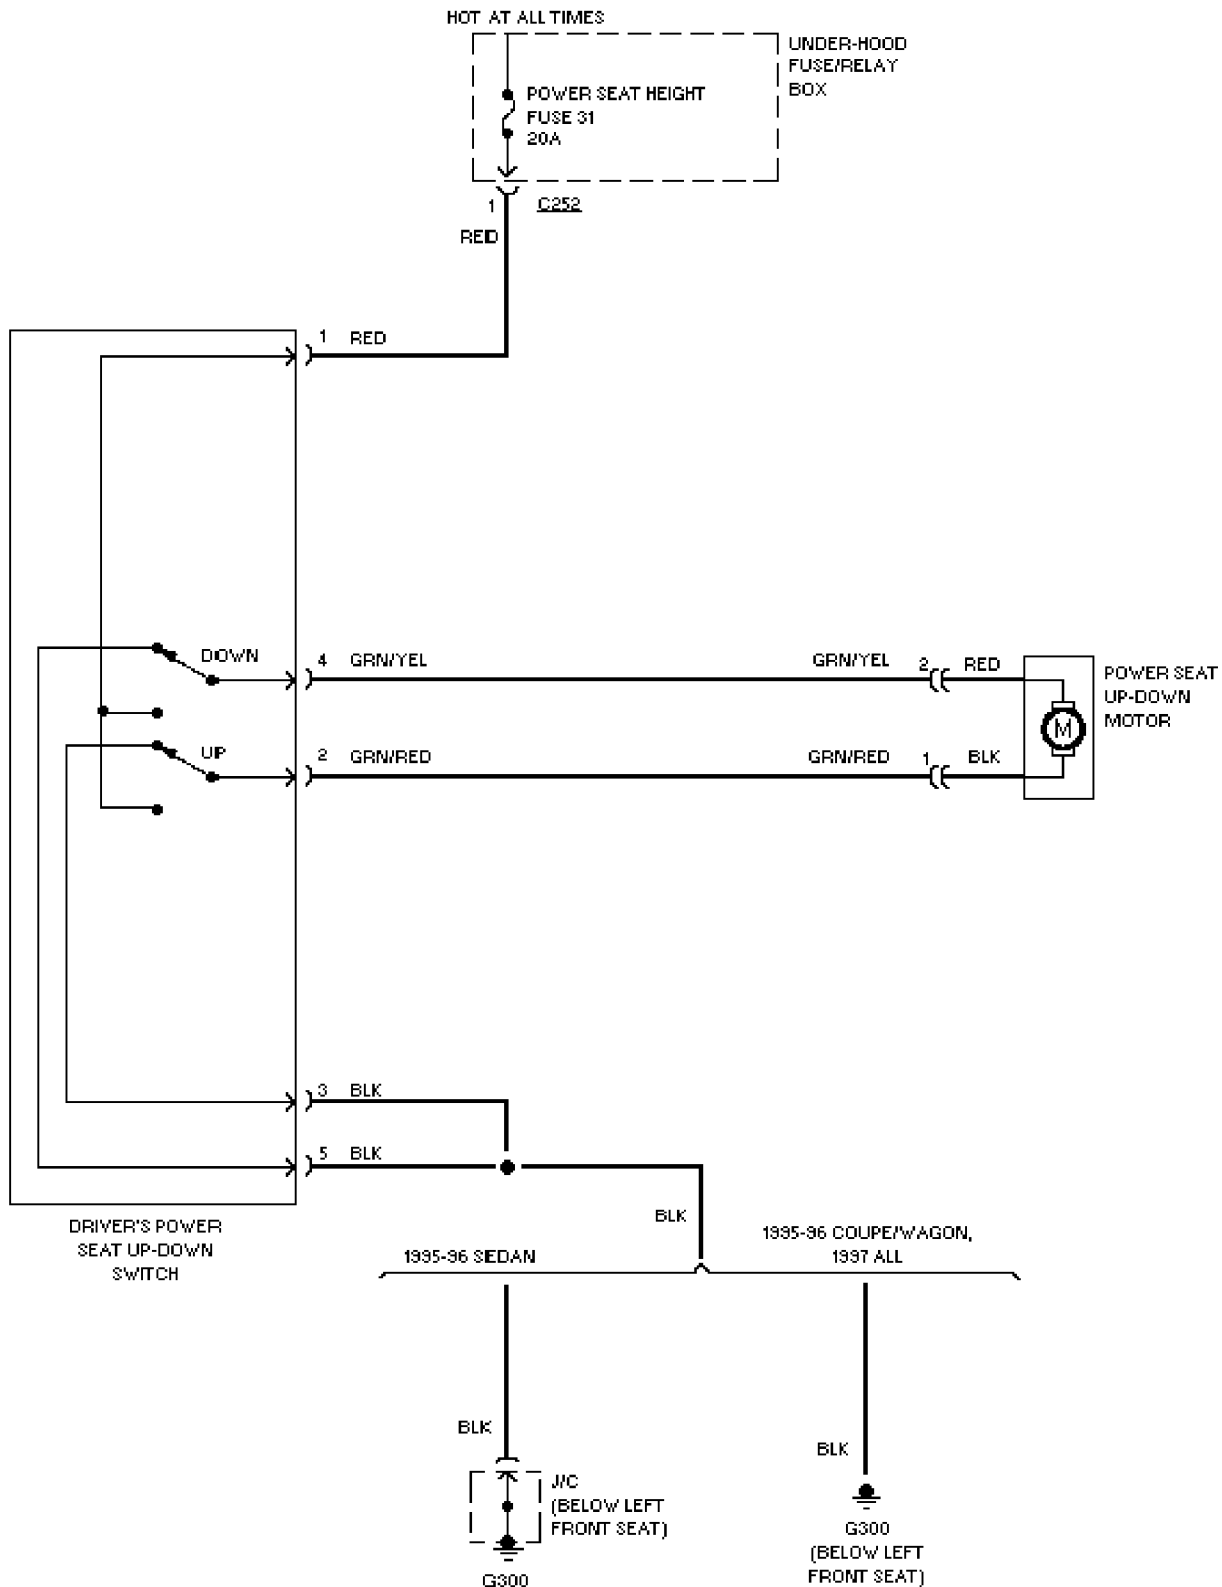 HOT AT ALL TIMES
UNDER-HOOD
FUSE/RELAY
BOX
POWER SEAT HEIGHT
FUSE 31
20A
1
C252
RED
1 RED
DOWN
4 GRN/YEL
GRN/YEL 2 RED
POWER SEAT
UP-DOWN
MOTOR
M
UP
2 GRN/RED
GRN/RED 1 BLK
3 BLK
5 BLK
DRIVER'S POWER
SEAT UP-DOWN
SWITCH
BLK
1995-96 SEDAN
1995-96 COUPE/WAGON,
1997 ALL
BLK
J/C
(BELOW LEFT
FRONT SEAT)
G300
BLK
G300
(BELOW LEFT
FRONT SEAT)